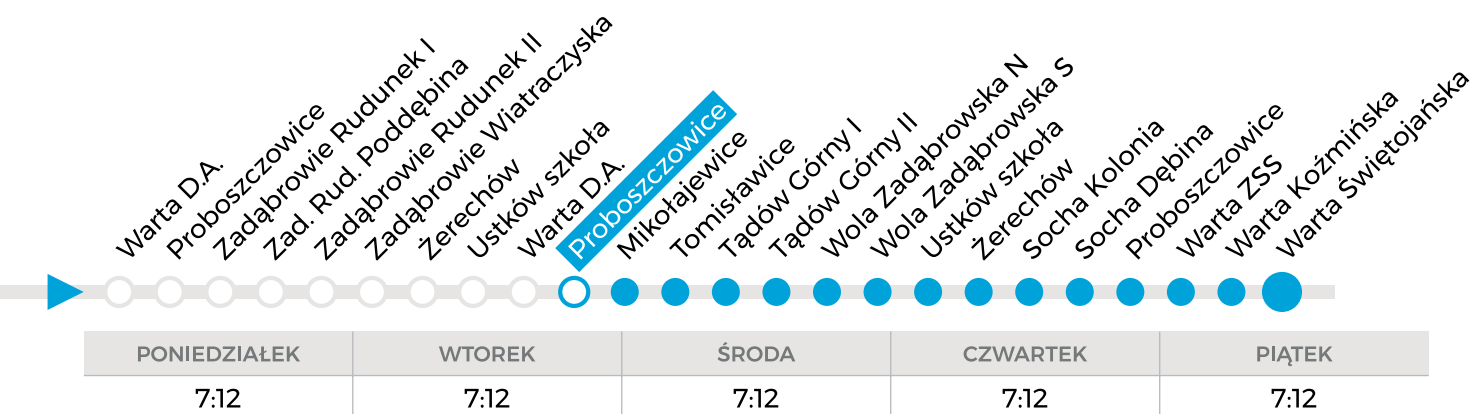 Warta D.A.
Proboszczowice
Zadąbrowie Rudunek I
Zad. Rud. Poddębina
Zadąbrowie Rudunek II
Zadąbrowie Wiatraczyska
Żerechów
Ustków szkoła
Warta D.A.
Proboszczowice
Mikołajewice
Tomisławice
Tądów Górny I
Tądów Górny II
Wola Zadąbrowska N
Wola Zadąbrowska S
Ustków szkoła
Żerechów
Socha Kolonia
Socha Dębina
Proboszczowice
Warta ZSS
Warta Koźmińska
Warta Świętojańska
PONIEDZIAŁEK WTOREK ŚRODA CZWARTEK PIĄTEK
7:12 7:12 7:12 7:12 7:12